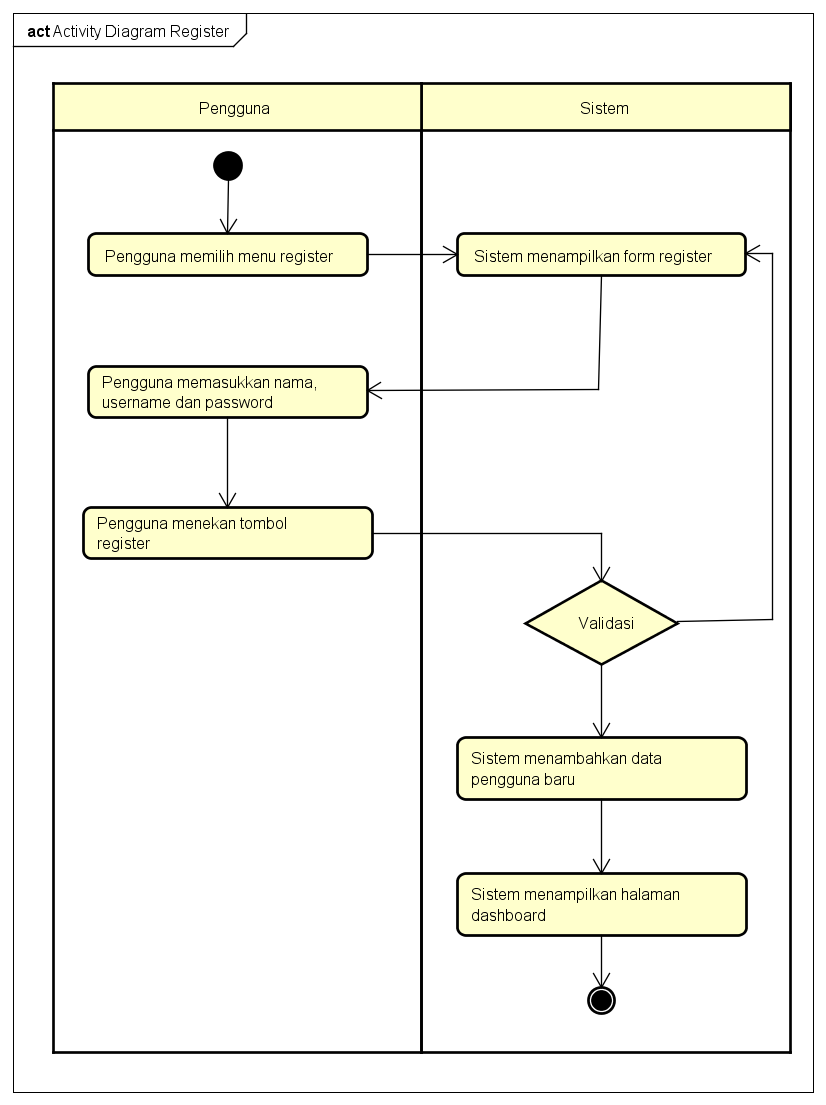 act Activity Diagram Register
Pengguna
Sistem
Pengguna memilih menu register
Sistem menampilkan form register
Pengguna memasukkan nama,
username dan password
Pengguna menekan tombol
register
Validasi
Sistem menambahkan data
pengguna baru
Sistem menampilkan halaman
dashboard